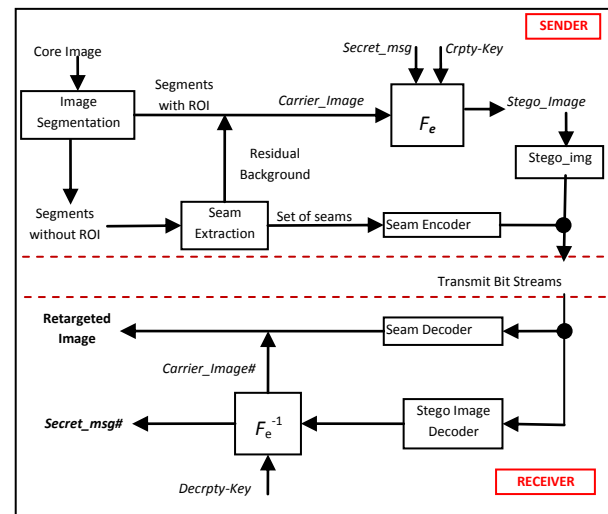 SENDER
Core Image
Secret_msg
Crpty-Key
Image
Segmentation
Segments
with ROI
Carrier_Image
Fe
Stego_Image
Stego_img
Residual
Background
Segments
without ROI
Seam
Extraction
Set of seams
Seam Encoder
Transmit Bit Streams
Retargeted
Image
Seam Decoder
Carrier_Image#
Secret_msg#
Fe-1
Stego Image
Decoder
Decrpty-Key
RECEIVER